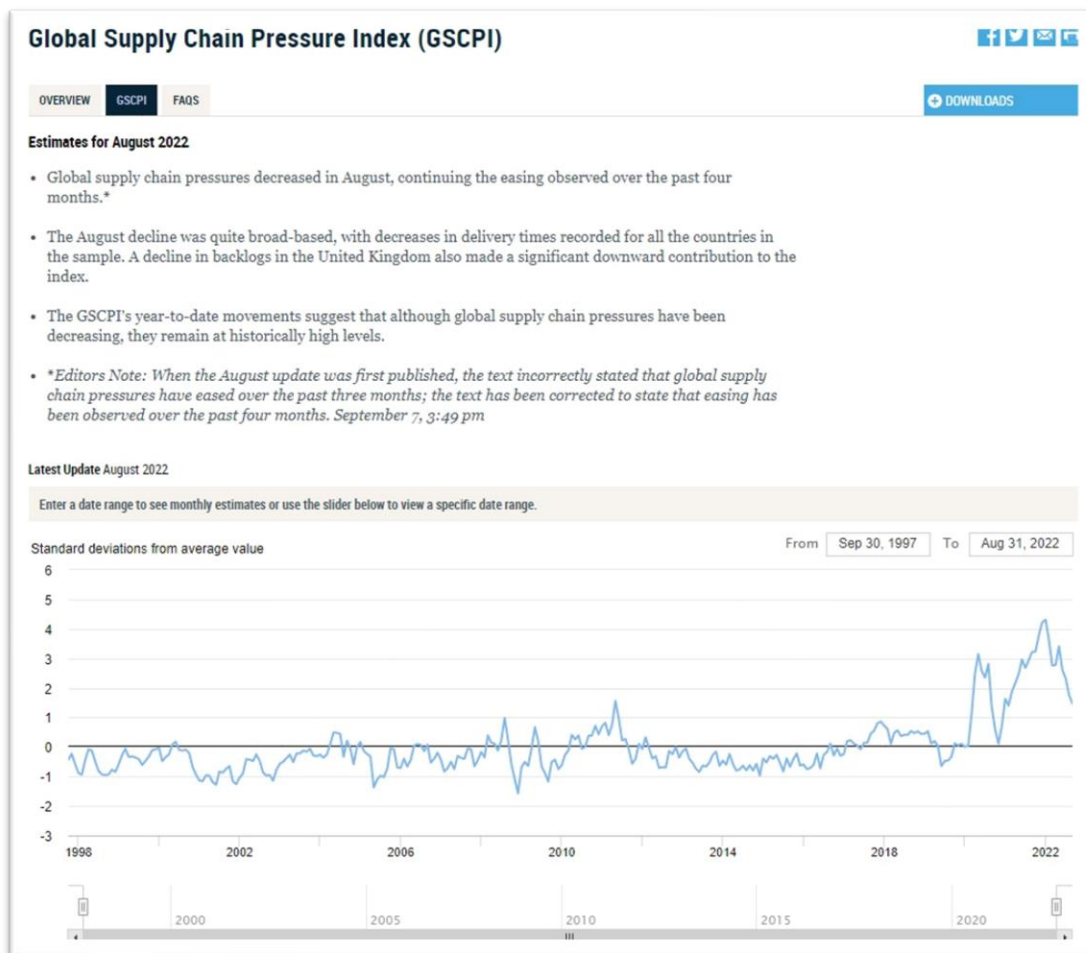 Global Supply Chain Pressure Index (GSCPI)
OVERVIEW GSCPI FAQS
DOWNLOADS
Estimates for August 2022
• Global supply chain pressures decreased in August, continuing the easing observed over the past four
months.*
• The August decline was quite broad-based, with decreases in delivery times recorded for all the countries in
the sample. A decline in backlogs in the United Kingdom also made a significant downward contribution to the
index.
• The GSCPI's year-to-date movements suggest that although global supply chain pressures have been
decreasing, they remain at historically high levels.
• *Editors Note: When the August update was first published, the text incorrectly stated that global supply
chain pressures have eased over the past three months; the text has been corrected to state that easing has
been observed over the past four months. September 7, 3:49 pm
Latest Update August 2022
Enter a date range to see monthly estimates or use the slider below to view a specific date range.
Standard deviations from average value
From Sep 30, 1997 To Aug 31, 2022
6
5
4
3
2
1
0
-1
-2
-3
1998 2002 2006 2010 2014 2018 2022
2000 2005 2010 2015 2020